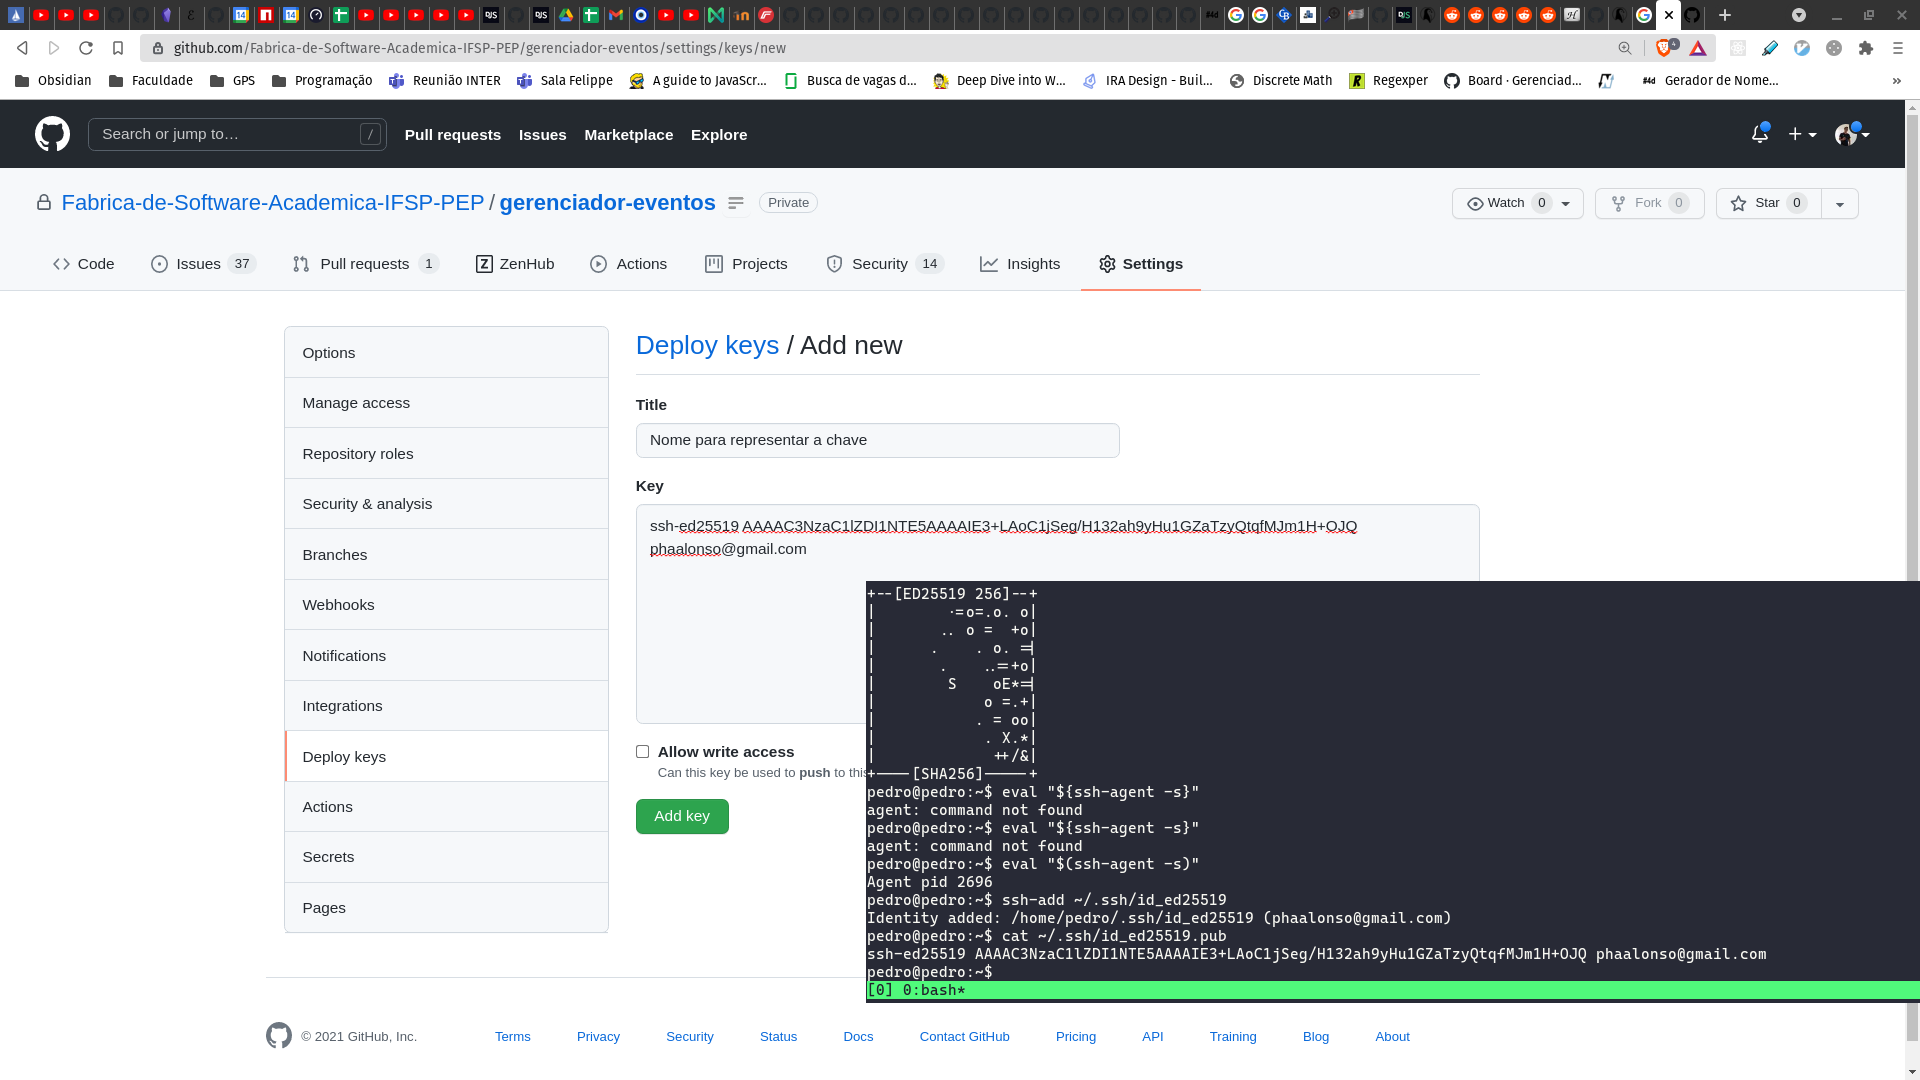 github.com/Fabrica-de-Software-Academica-IFSP-PEP/gerenciador-eventos/settings/keys/new
4
Obsidian Faculdade GPS Programação Reunião INTER Sala Felippe A guide to JavaScr... Busca de vagas d... Deep Dive into W... IRA Design - Buil... Discrete Math Regexper Board · Gerenciad... Gerador de Nome... »
Search or jump to… / Pull requests Issues Marketplace Explore
Fabrica-de-Software-Academica-IFSP-PEP / gerenciador-eventos Private Watch 0 Fork 0 Star 0
Code Issues 37 Pull requests 1 ZenHub Actions Projects Security 14 Insights Settings
Options
Manage access
Repository roles
Security & analysis
Branches
Webhooks
Notifications
Integrations
Deploy keys
Actions
Secrets
Pages
Deploy keys / Add new
Title
Nome para representar a chave
Key
ssh-ed25519 AAAAC3NzaC1lZDI1NTE5AAAAIE3+LAoC1jSeg/H132ah9yHu1GZaTzyQtqfMJm1H+OJQ
phaalonso@gmail.com
Allow write access
Can this key be used to push to this
Add key
+--[ED25519 256]--+
|        .=o=.o. o|
|       .. o =  +o|
|      .    . o. =|
|       .    ..=+o|
|        S    oE*=|
|            o =.+|
|           . = oo|
|            . X.*|
|             ++/&|
+----[SHA256]-----+
pedro@pedro:~$ eval "${ssh-agent -s}"
agent: command not found
pedro@pedro:~$ eval "${ssh-agent -s}"
agent: command not found
pedro@pedro:~$ eval "$(ssh-agent -s)"
Agent pid 2696
pedro@pedro:~$ ssh-add ~/.ssh/id_ed25519
Identity added: /home/pedro/.ssh/id_ed25519 (phaalonso@gmail.com)
pedro@pedro:~$ cat ~/.ssh/id_ed25519.pub
ssh-ed25519 AAAAC3NzaC1lZDI1NTE5AAAAIE3+LAoC1jSeg/H132ah9yHu1GZaTzyQtqfMJm1H+OJQ phaalonso@gmail.com
pedro@pedro:~$
[0] 0:bash*
© 2021 GitHub, Inc. Terms Privacy Security Status Docs Contact GitHub Pricing API Training Blog About